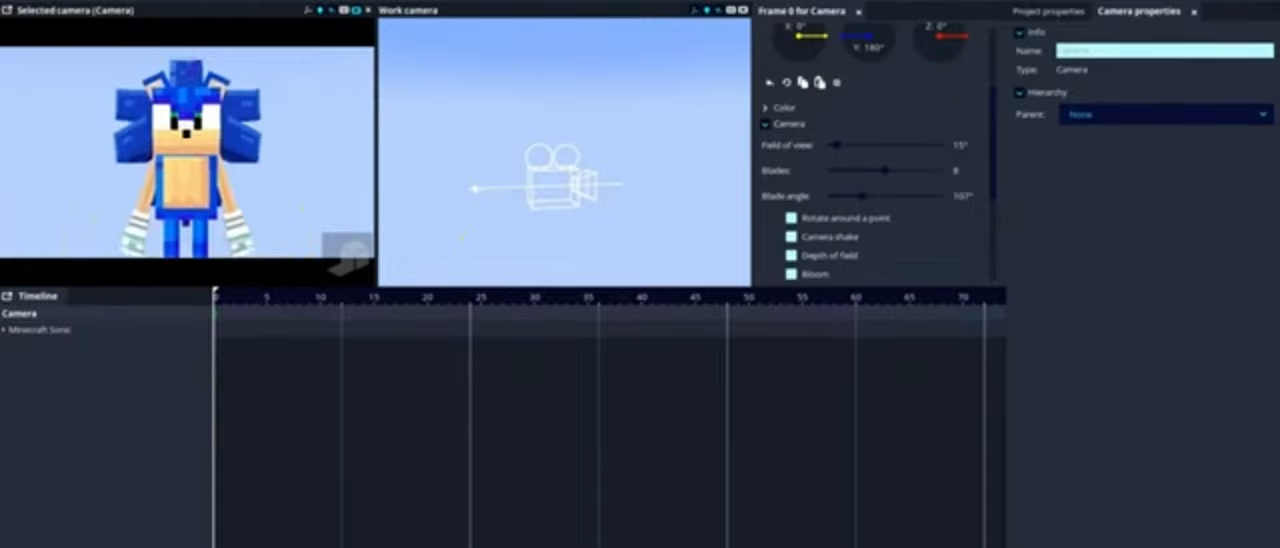 Selected camera (Camera)
Work camera
Frame 0 for Camera
X: 0°
Y: 180°
Z: 0°
Color
Camera
Field of view: 15°
Blades: 8
Blade angle: 107°
Rotate around a point
Camera shake
Depth of field
Bloom
Project properties
Camera properties
Info
Name:
Type: Camera
Hierarchy
Parent: None
Timeline
0 5 10 15 20 25 30 35 40 45 50 55 60 65 70
Camera
Minecraft Sonic